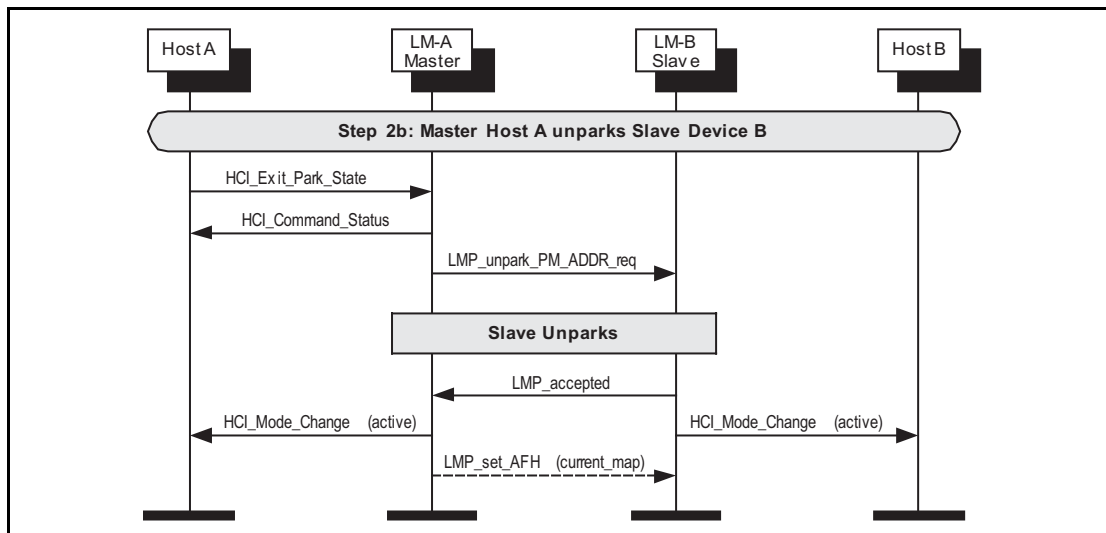 Host A
LM-A
Master
LM-B
Slave
Host B
Step 2b: Master Host A unparks Slave Device B
HCI_Exit_Park_State
HCI_Command_Status
LMP_unpark_PM_ADDR_req
Slave Unparks
LMP_accepted
HCI_Mode_Change (active)
HCI_Mode_Change (active)
LMP_set_AFH (current_map)